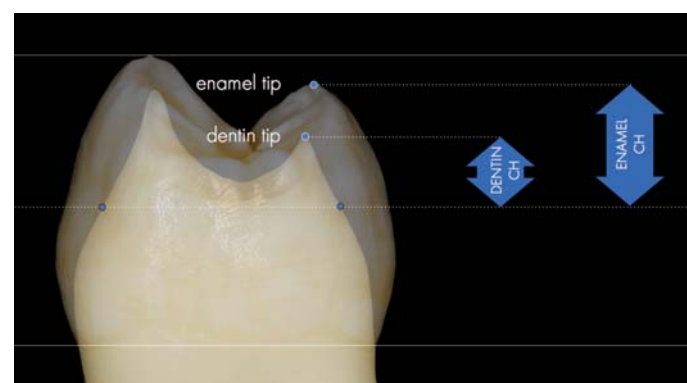 enamel tip
dentin tip
DENTIN
CH
ENAMEL
CH